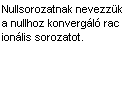 Nullsorozatnak nevezzük
a nullhoz konvergáló rac
ionális sorozatot.